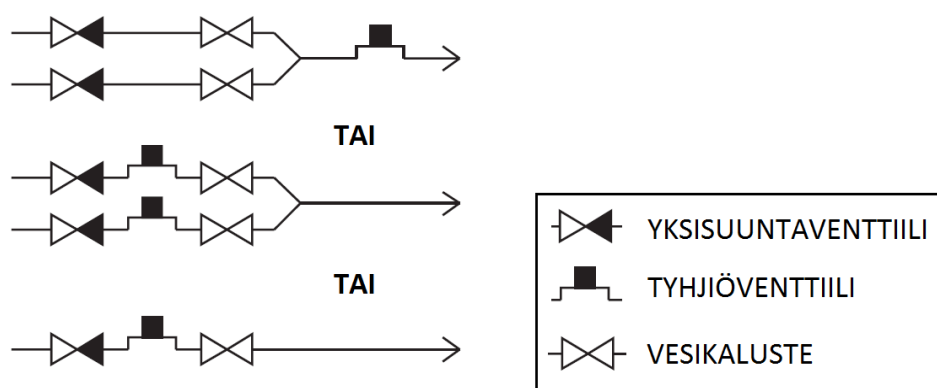 TAI
TAI
YKSISUUNTAVENTTIILI
TYHJIÖVENTTIILI
VESIKALUSTE